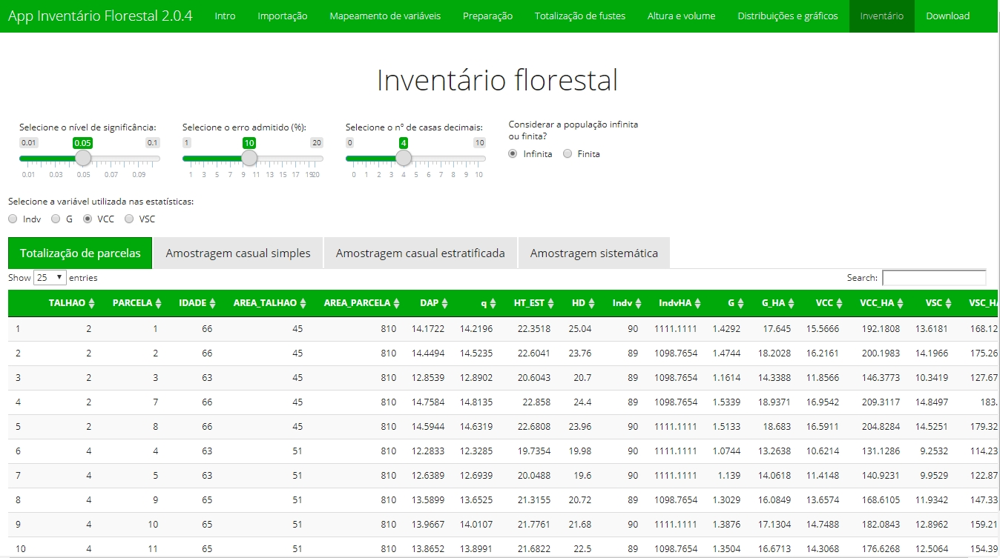 App Inventário Florestal 2.0.4 Intro Importação Mapeamento de variáveis Preparação Totalização de fustes Altura e volume Distribuições e gráficos Inventário Download
Inventário florestal
Selecione o nível de significância: Selecione o erro admitido (%): Selecione o nº de casas decimais: Considerar a população infinita
ou finita?
0.01 0.05 0.1 1 10 20 0 4 10
Infinita Finita
0.01 0.03 0.05 0.07 0.09 1 3 5 7 9 11 13 15 17 19 20 0 1 2 3 4 5 6 7 8 9 10
Selecione a variável utilizada nas estatísticas:
Indv G VCC VSC
Totalização de parcelas Amostragem casual simples Amostragem casual estratificada Amostragem sistemática
Show 25 entries Search:
TALHAO PARCELA IDADE AREA_TALHAO AREA_PARCELA DAP q HT_EST HD Indv IndvHA G G_HA VCC VCC_HA VSC VSC_HA
1 2 1 66 45 810 14.1722 14.2196 22.3518 25.04 90 1111.1111 1.4292 17.645 15.5666 192.1808 13.6181 168.12
2 2 2 66 45 810 14.4494 14.5235 22.6041 23.76 89 1098.7654 1.4744 18.2028 16.2161 200.1983 14.1966 175.26
3 2 3 63 45 810 12.8539 12.8902 20.6043 20.7 89 1098.7654 1.1614 14.3388 11.8566 146.3773 10.3419 127.67
4 2 7 66 45 810 14.7584 14.8135 22.858 24.4 89 1098.7654 1.5339 18.9371 16.9542 209.3117 14.8497 183.
5 2 8 66 45 810 14.5944 14.6319 22.6808 23.96 90 1111.1111 1.5133 18.683 16.5911 204.8284 14.5251 179.32
6 4 4 63 51 810 12.2833 12.3285 19.7354 19.98 90 1111.1111 1.0744 13.2638 10.6214 131.1286 9.2532 114.23
7 4 5 63 51 810 12.6389 12.6939 20.0488 19.6 90 1111.1111 1.139 14.0618 11.4148 140.9231 9.9529 122.87
8 4 9 65 51 810 13.5899 13.6525 21.3155 20.72 89 1098.7654 1.3029 16.0849 13.6574 168.6105 11.9342 147.33
9 4 10 65 51 810 13.9667 14.0107 21.7761 21.68 90 1111.1111 1.3876 17.1304 14.7488 182.0843 12.8962 159.21
10 4 11 65 51 810 13.8652 13.8991 21.6822 22.5 89 1098.7654 1.3504 16.6713 14.3068 176.6268 12.5064 154.39